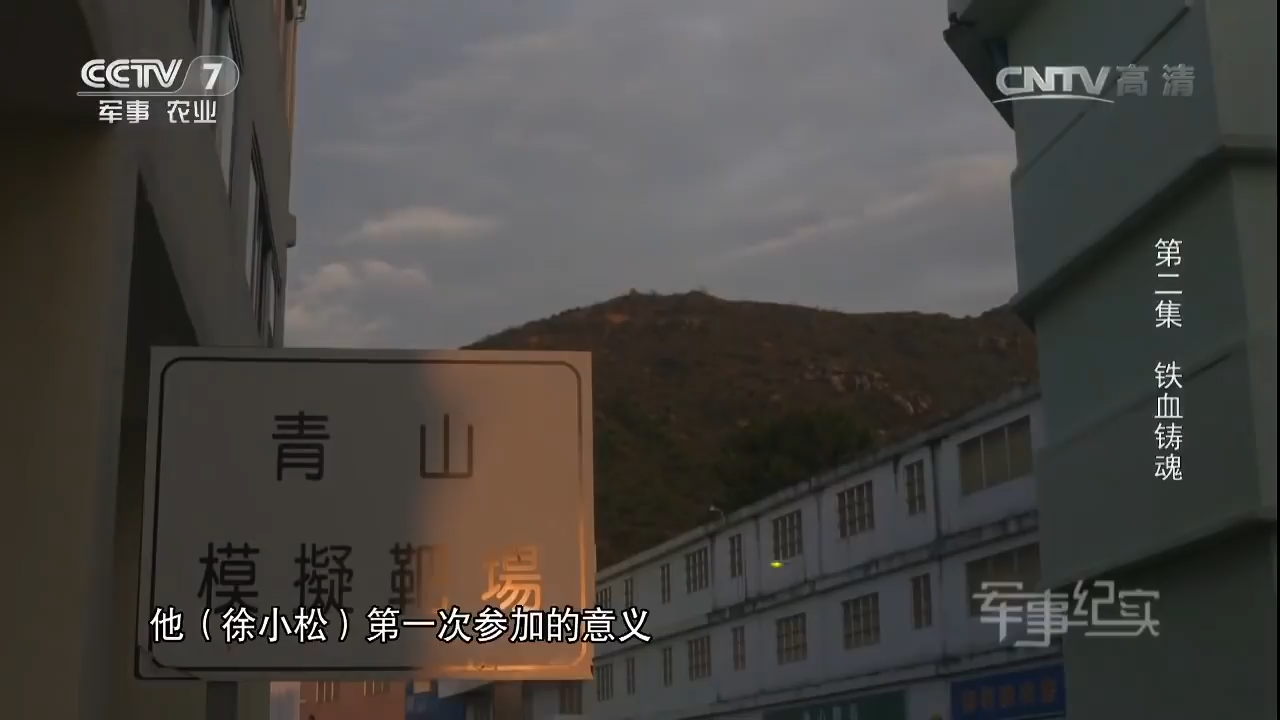 CCTV 7
军事 农业
CNTV高清
第二集 铁血铸魂
青山
模擬靶場
他（徐小松）第一次参加的意义
军事纪实